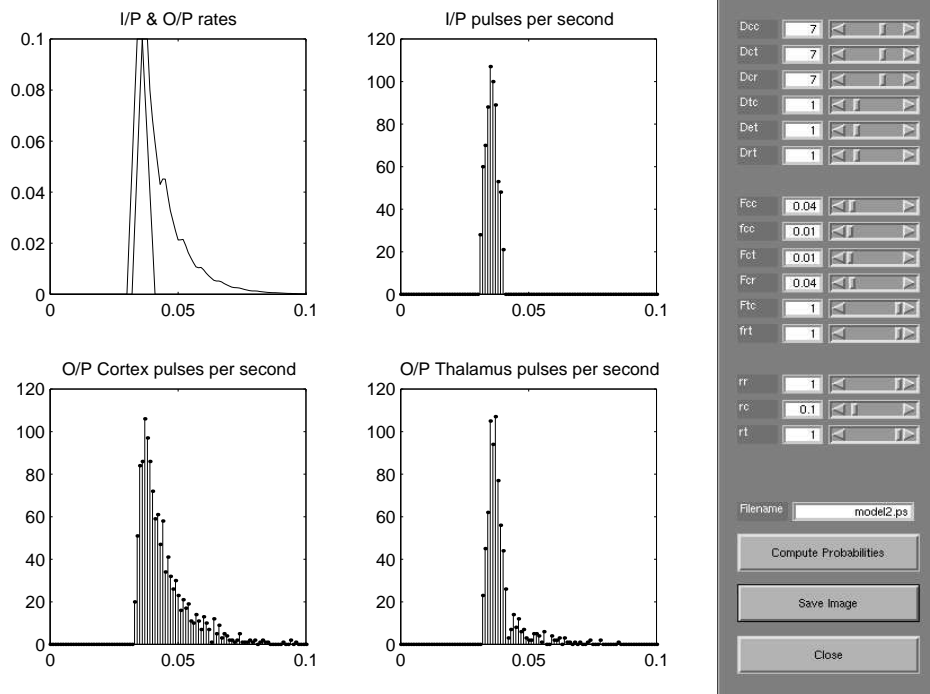 I/P & O/P rates
0.1
0.08
0.06
0.04
0.02
0
0 0.05 0.1
I/P pulses per second
120
100
80
60
40
20
0
0 0.05 0.1
O/P Cortex pulses per second
120
100
80
60
40
20
0
0 0.05 0.1
O/P Thalamus pulses per second
120
100
80
60
40
20
0
0 0.05 0.1
Dcc 7
Dct 7
Dcr 7
Dtc 1
Det 1
Drt 1
Fcc 0.04
fcc 0.01
Fct 0.01
Fcr 0.04
Ftc 1
frt 1
rr 1
rc 0.1
rt 1
Filename model2.ps
Compute Probabilities
Save Image
Close